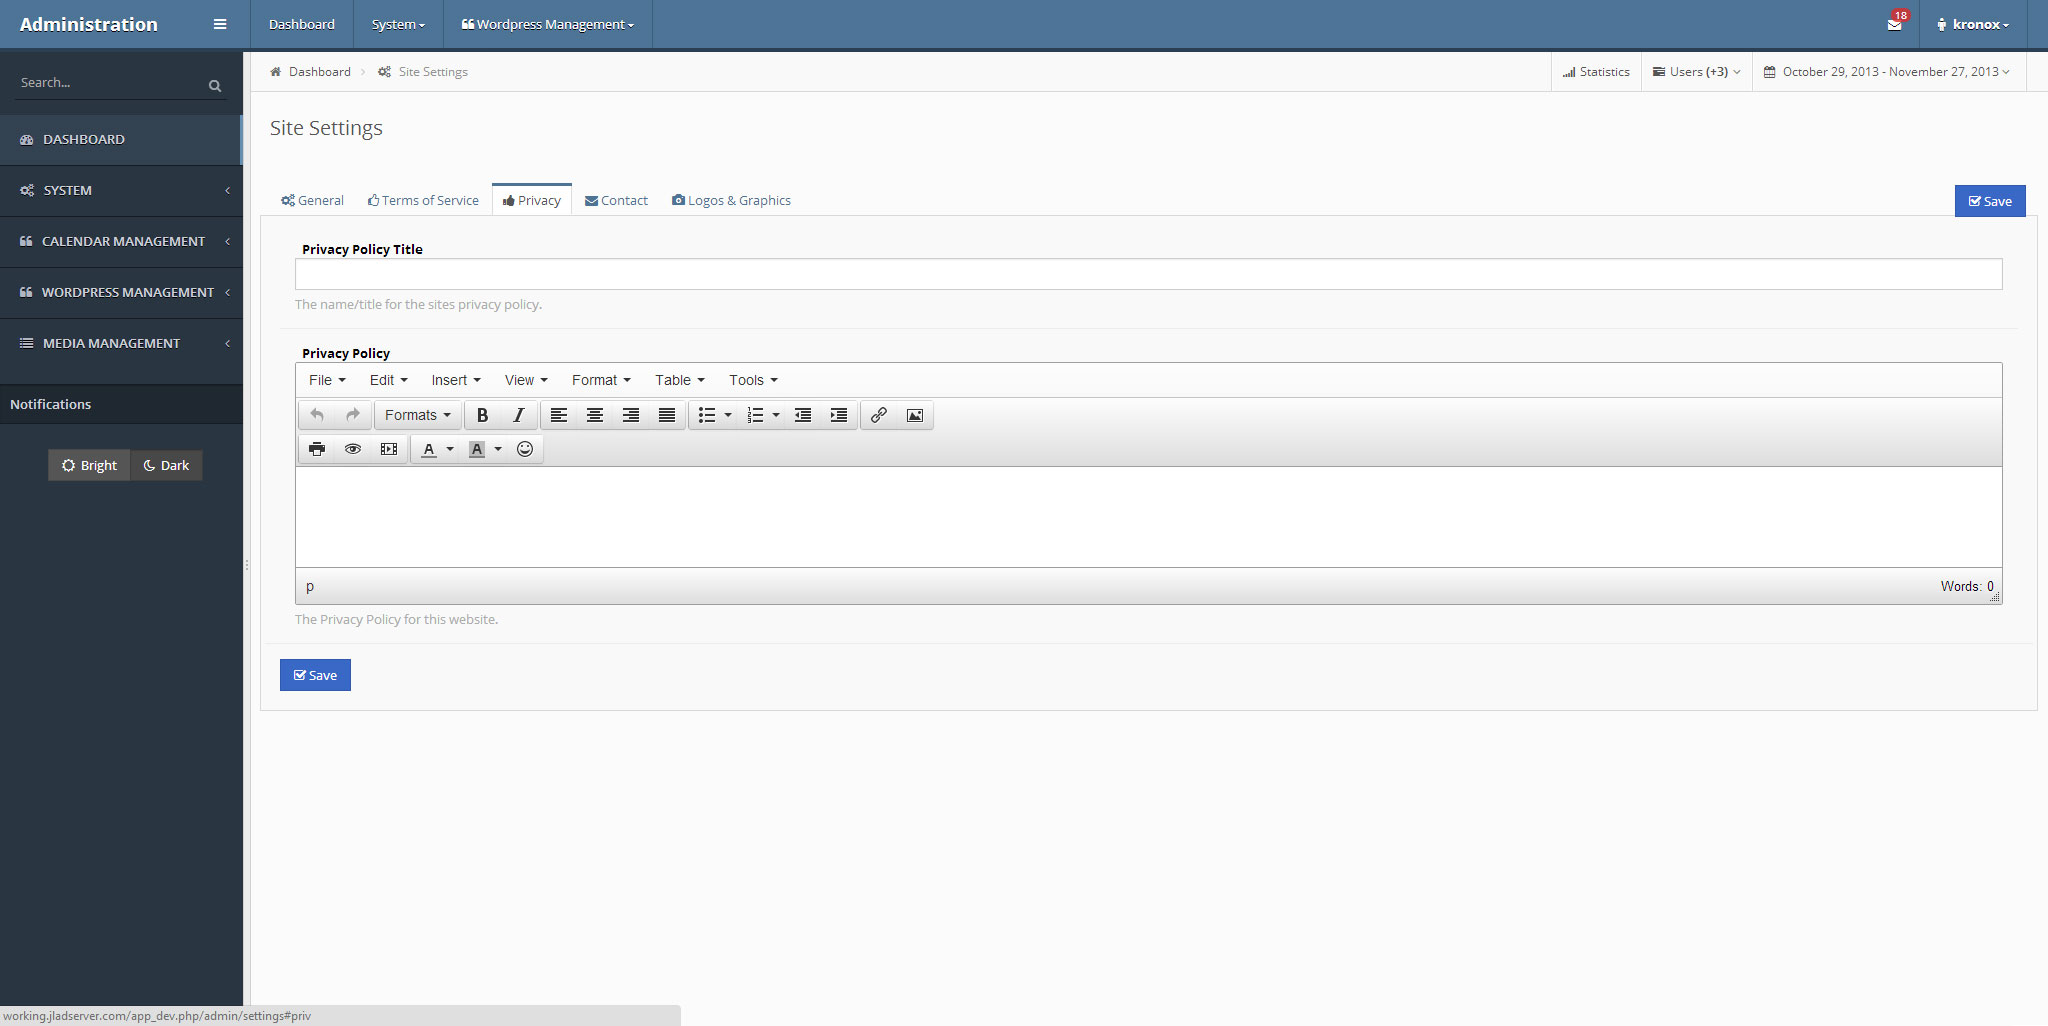 Administration
Dashboard
System
Wordpress Management
18
kronox
Search...
DASHBOARD
SYSTEM
CALENDAR MANAGEMENT
WORDPRESS MANAGEMENT
MEDIA MANAGEMENT
Notifications
Bright
Dark
Dashboard
Site Settings
Statistics
Users (+3)
October 29, 2013 - November 27, 2013
Site Settings
General
Terms of Service
Privacy
Contact
Logos & Graphics
Save
Privacy Policy Title
The name/title for the sites privacy policy.
Privacy Policy
File Edit Insert View Format Table Tools
Formats B I
A A
p
Words: 0
The Privacy Policy for this website.
Save
working.jladserver.com/app_dev.php/admin/settings#priv